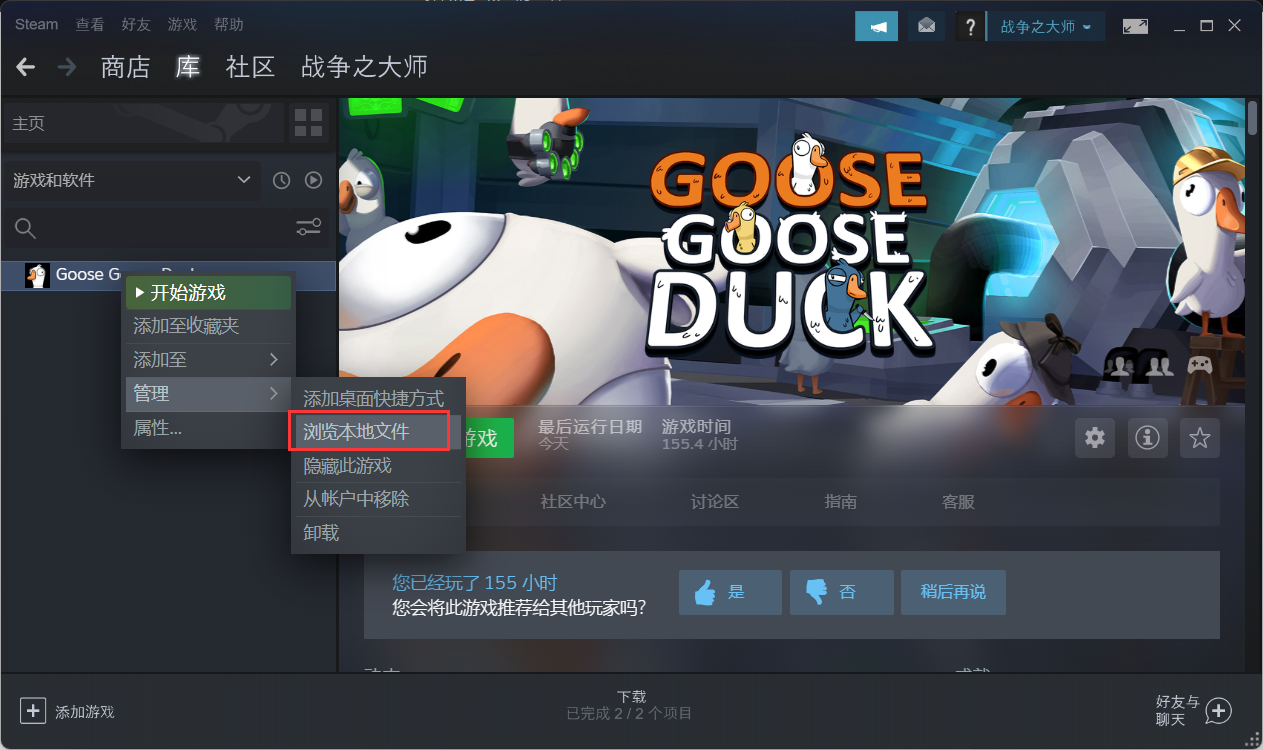 Steam 查看 好友 游戏 帮助
战争之大师
商店 库 社区 战争之大师
主页
游戏和软件
Goose G
开始游戏
添加至收藏夹
添加至
管理
属性...
添加桌面快捷方式
浏览本地文件
隐藏此游戏
从帐户中移除
卸载
GOOSE
GOOSE
DUCK
游戏
最后运行日期
今天
游戏时间
155.4 小时
社区中心 讨论区 指南 客服
您已经玩了 155 小时
您会将此游戏推荐给其他玩家吗?
是 否 稍后再说
添加游戏
下载
已完成 2 / 2 个项目
好友与
聊天